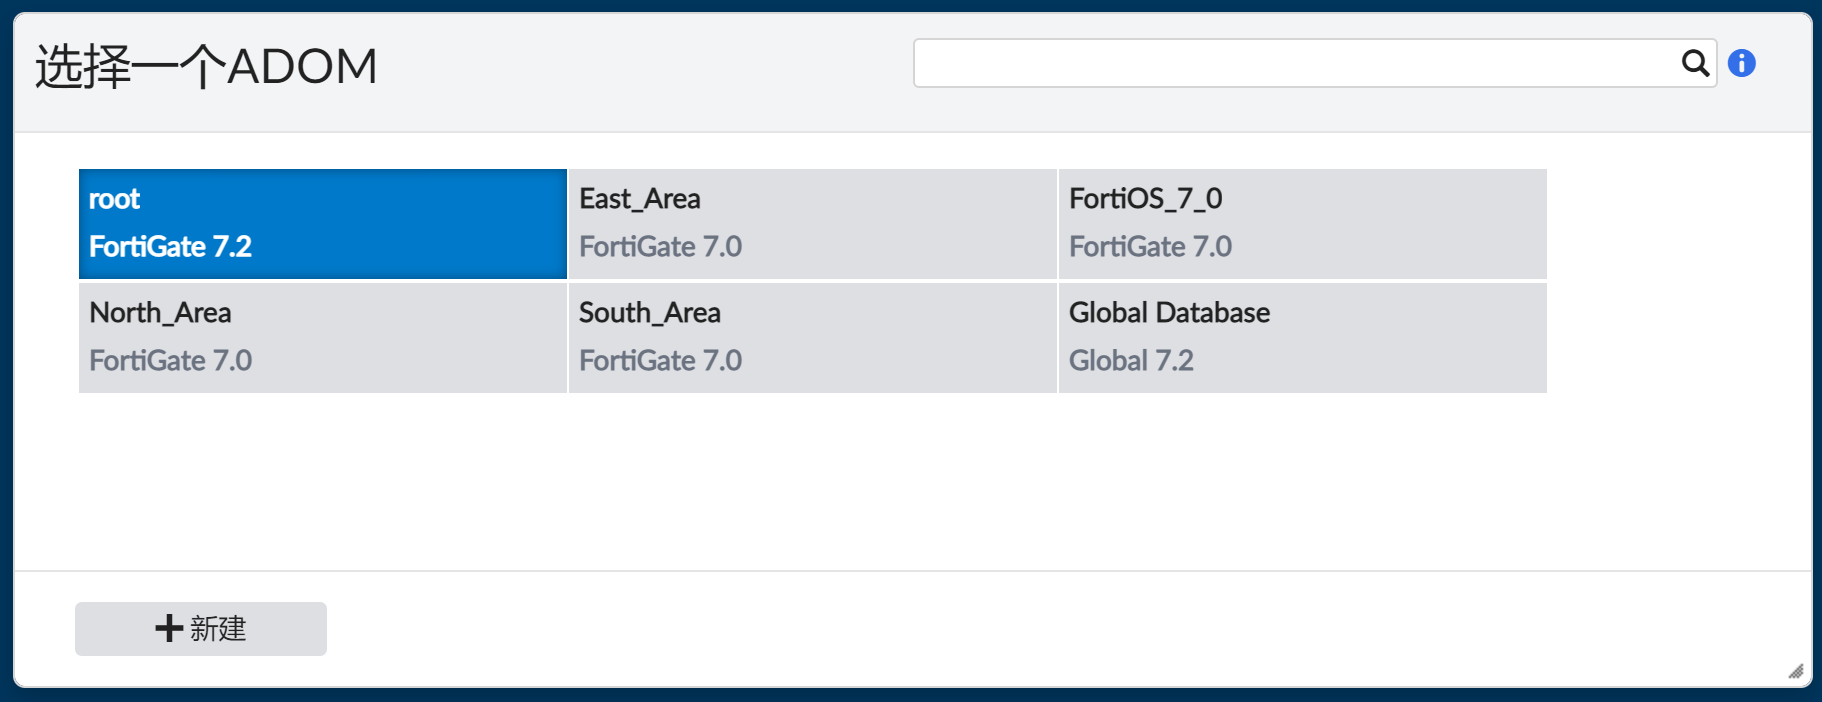 选择一个ADOM
root
FortiGate 7.2
East_Area
FortiGate 7.0
FortiOS_7_0
FortiGate 7.0
North_Area
FortiGate 7.0
South_Area
FortiGate 7.0
Global Database
Global 7.2
新建